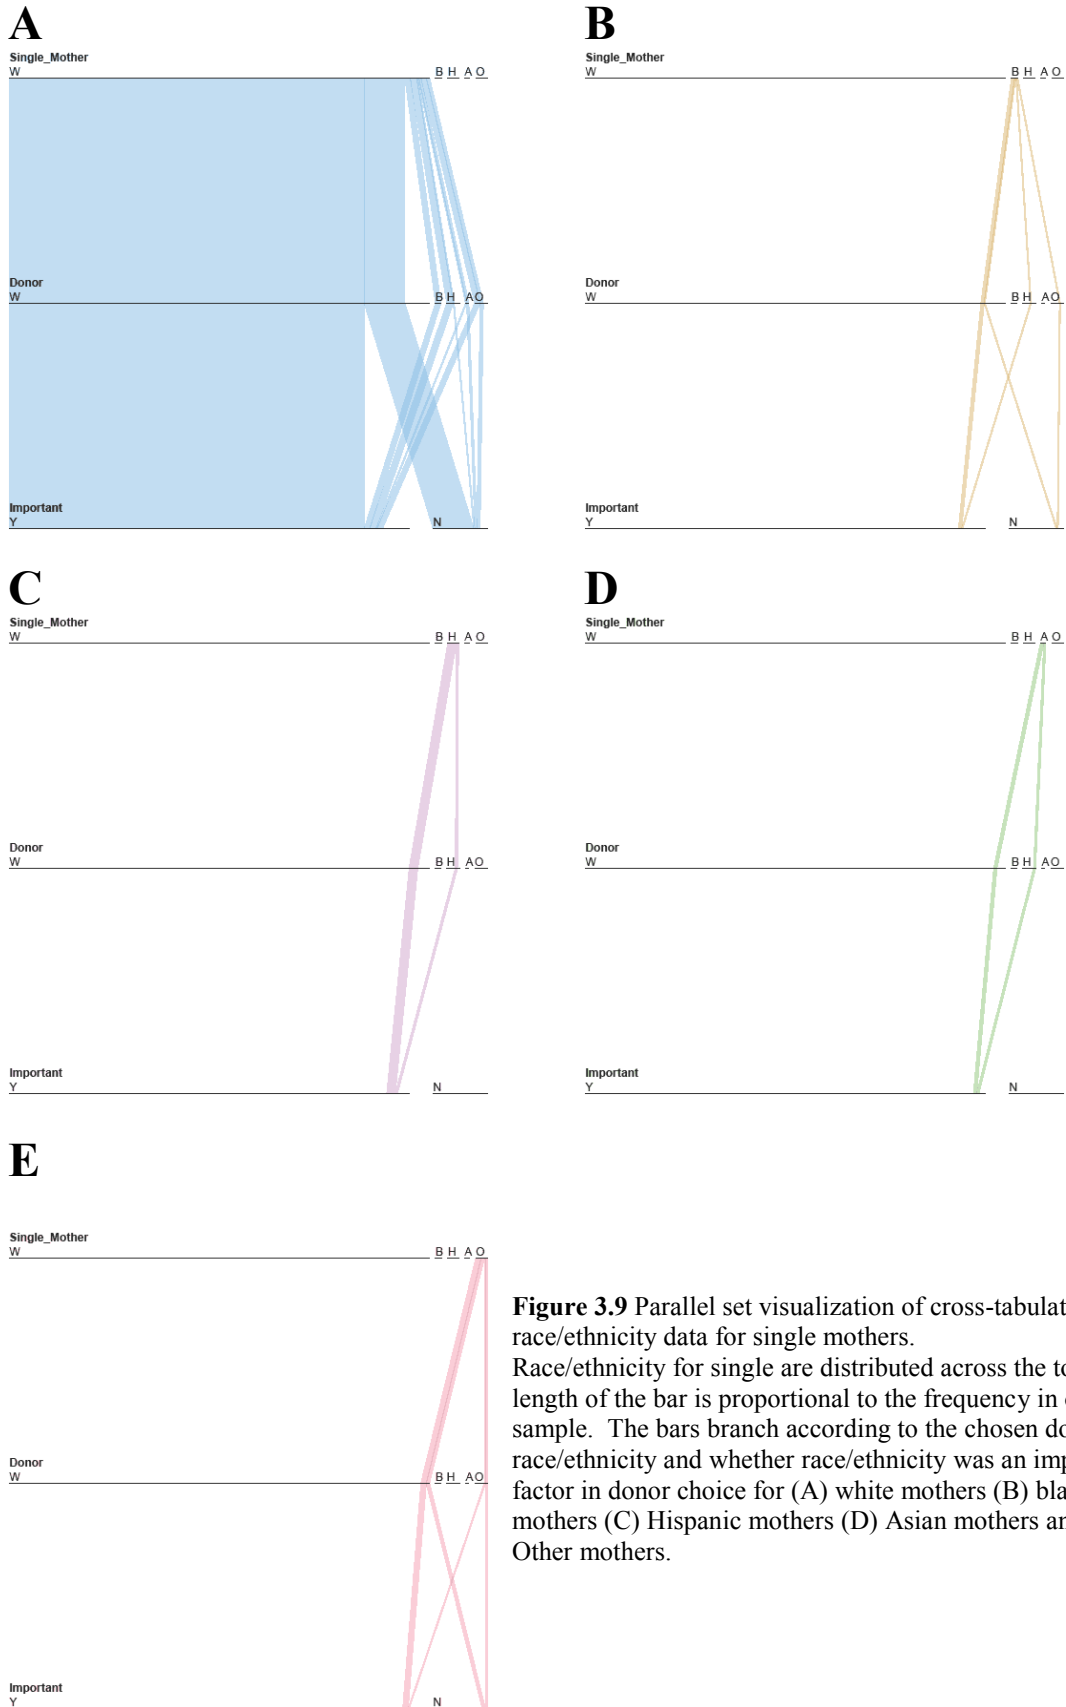 A
Single_Mother
W B H A O
Donor
W B H A O
Important
Y N
B
Single_Mother
W B H A O
Donor
W B H A O
Important
Y N
C
Single_Mother
W B H A O
Donor
W B H A O
Important
Y N
D
Single_Mother
W B H A O
Donor
W B H A O
Important
Y N
E
Single_Mother
W B H A O
Donor
W B H A O
Important
Y N
Figure 3.9 Parallel set visualization of cross-tabulat
race/ethnicity data for single mothers.
Race/ethnicity for single are distributed across the to
length of the bar is proportional to the frequency in
sample. The bars branch according to the chosen do
race/ethnicity and whether race/ethnicity was an imp
factor in donor choice for (A) white mothers (B) bla
mothers (C) Hispanic mothers (D) Asian mothers an
Other mothers.